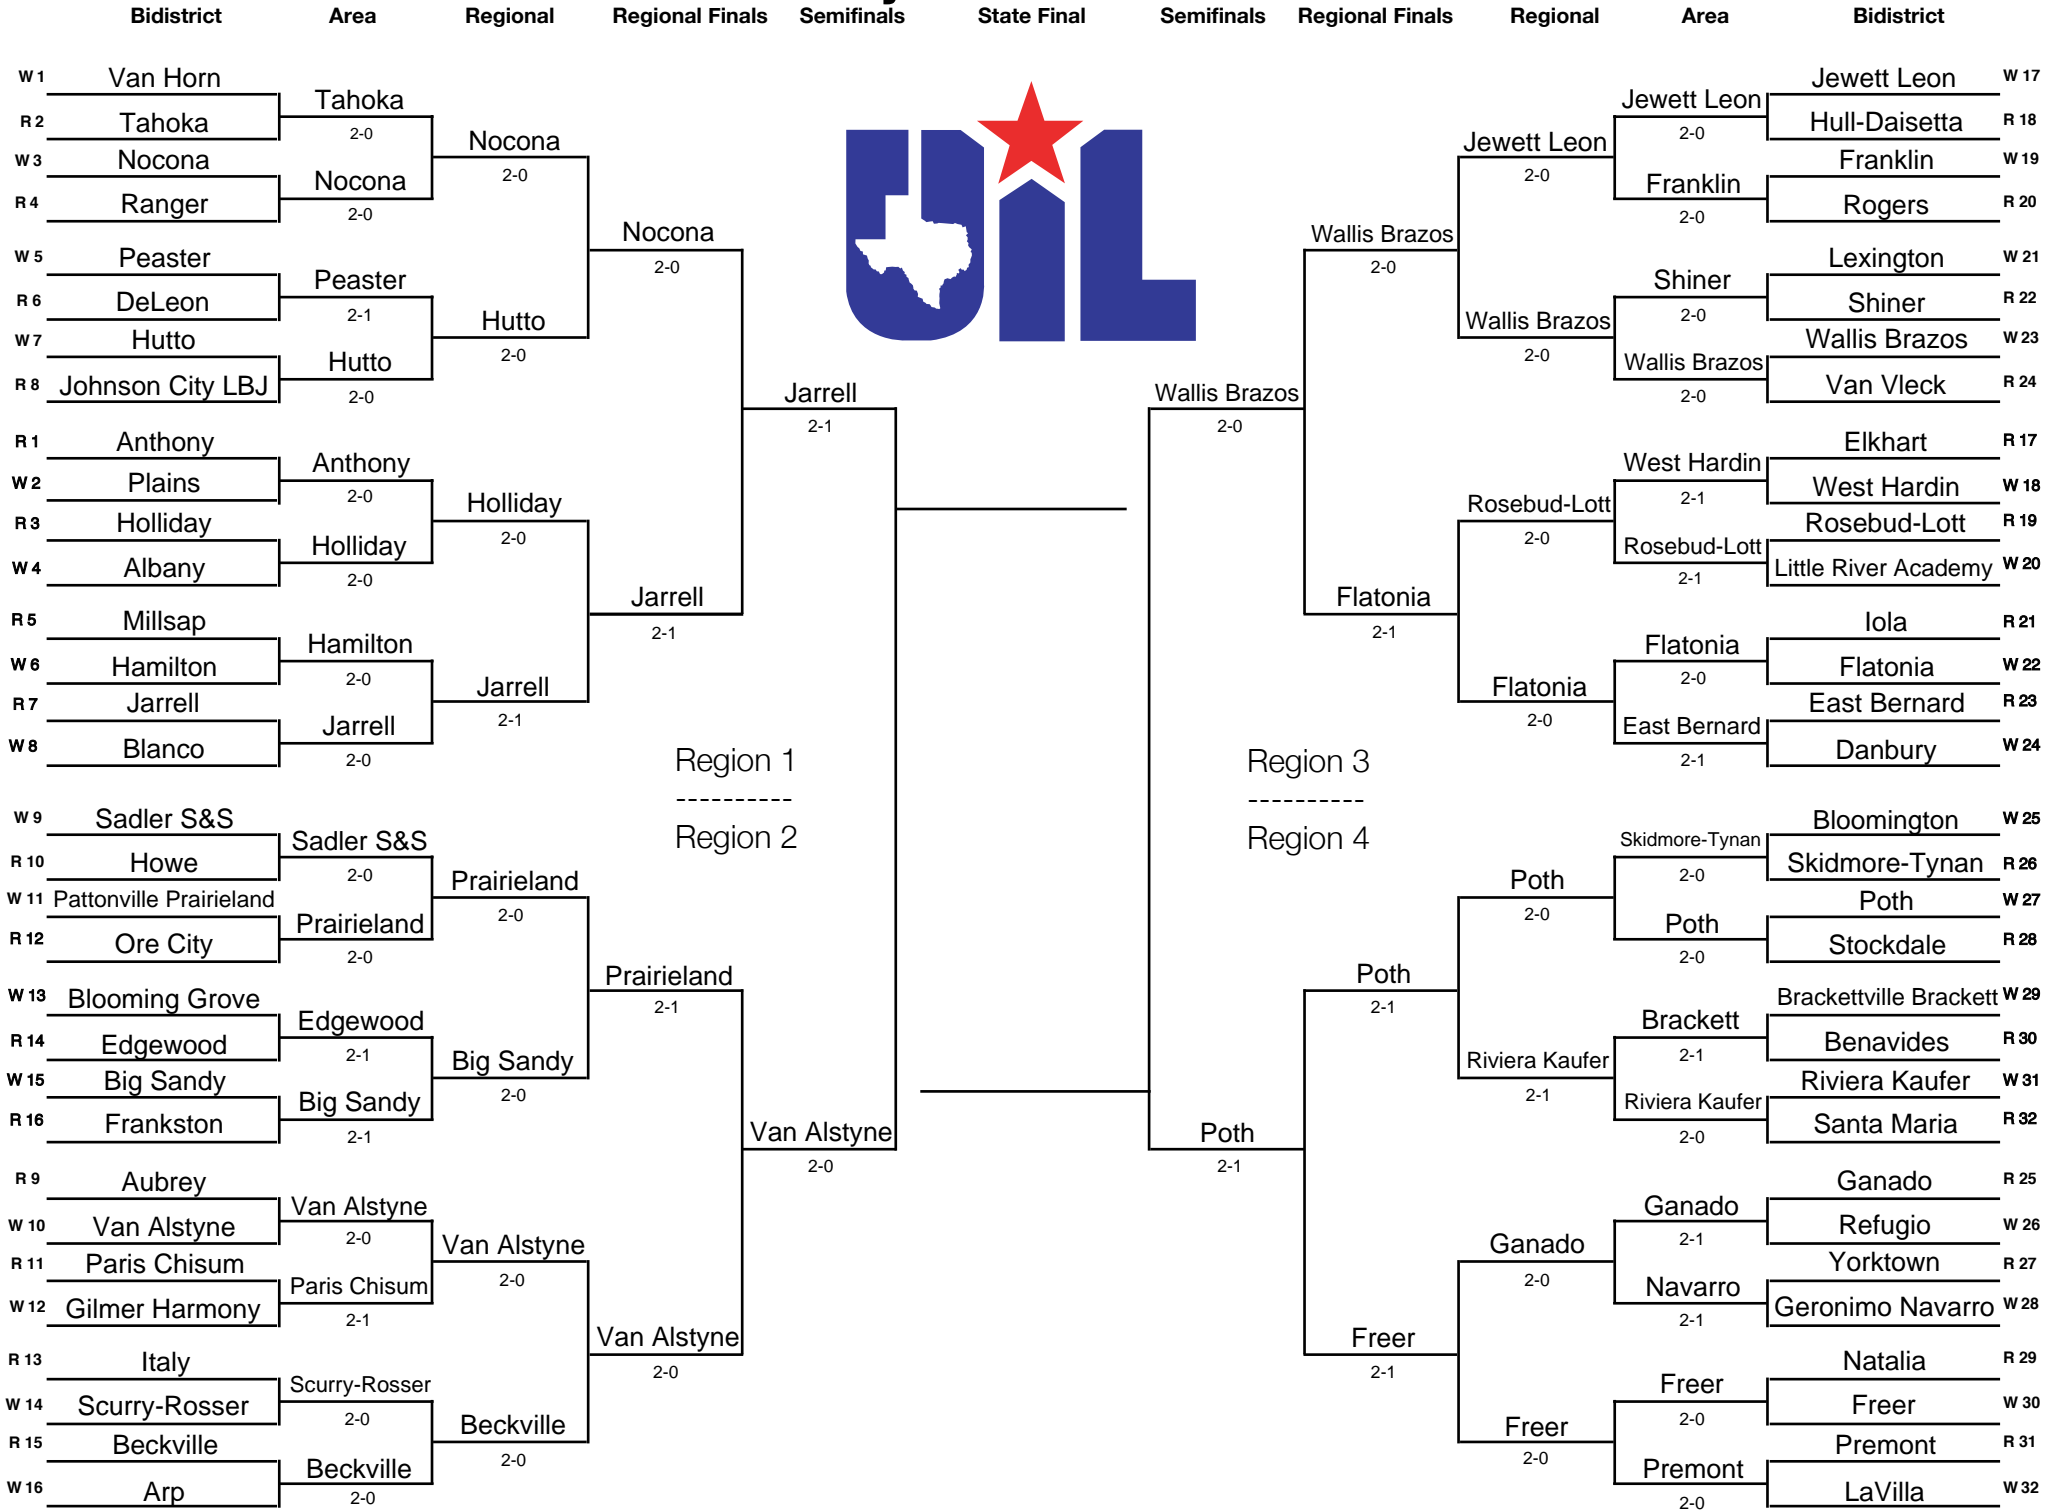 Bidistrict Area Regional Regional Finals Semifinals State Final Semifinals Regional Finals Regional Area Bidistrict
W 1 Van Horn
Tahoka
2-0
R 2 Tahoka
Nocona
2-0
W 3 Nocona
Nocona
2-0
R 4 Ranger
Nocona
2-0
W 5 Peaster
Peaster
2-1
R 6 DeLeon
Hutto
2-0
W 7 Hutto
Hutto
2-0
R 8 Johnson City LBJ
Jarrell
2-1
R 1 Anthony
Anthony
2-0
W 2 Plains
Holliday
2-0
R 3 Holliday
Holliday
2-0
W 4 Albany
Jarrell
2-1
R 5 Millsap
Hamilton
2-0
W 6 Hamilton
Jarrell
2-1
R 7 Jarrell
Jarrell
2-0
W 8 Blanco
Region 1
----------
Region 2
W 9 Sadler S&S
Sadler S&S
2-0
R 10 Howe
Prairieland
2-0
W 11 Pattonville Prairieland
Prairieland
2-0
R 12 Ore City
Prairieland
2-1
W 13 Blooming Grove
Edgewood
2-1
R 14 Edgewood
Big Sandy
2-0
W 15 Big Sandy
Big Sandy
2-1
R 16 Frankston
Van Alstyne
2-0
R 9 Aubrey
Van Alstyne
2-0
W 10 Van Alstyne
Van Alstyne
2-0
R 11 Paris Chisum
Paris Chisum
2-1
W 12 Gilmer Harmony
Van Alstyne
2-0
R 13 Italy
Scurry-Rosser
2-0
W 14 Scurry-Rosser
Beckville
2-0
R 15 Beckville
Beckville
2-0
W 16 Arp
UIL
Jewett Leon W 17
Jewett Leon
2-0
Hull-Daisetta R 18
Jewett Leon
2-0
Franklin W 19
Franklin
2-0
Rogers R 20
Wallis Brazos
2-0
Lexington W 21
Shiner
2-0
Shiner R 22
Wallis Brazos
2-0
Wallis Brazos W 23
Wallis Brazos
2-0
Van Vleck R 24
Wallis Brazos
2-0
Elkhart R 17
West Hardin
2-1
West Hardin W 18
Rosebud-Lott
2-0
Rosebud-Lott R 19
Rosebud-Lott
2-1
Little River Academy W 20
Flatonia
2-1
Iola R 21
Flatonia
2-0
Flatonia W 22
Flatonia
2-0
East Bernard R 23
East Bernard
2-1
Danbury W 24
Region 3
----------
Region 4
Bloomington W 25
Skidmore-Tynan
2-0
Skidmore-Tynan R 26
Poth
2-0
Poth W 27
Poth
2-0
Stockdale R 28
Poth
2-1
Brackettville Brackett W 29
Brackett
2-1
Benavides R 30
Riviera Kaufer
2-1
Riviera Kaufer W 31
Riviera Kaufer
2-0
Santa Maria R 32
Poth
2-1
Ganado R 25
Ganado
2-1
Refugio W 26
Ganado
2-0
Yorktown R 27
Navarro
2-1
Geronimo Navarro W 28
Freer
2-1
Natalia R 29
Freer
2-0
Freer W 30
Freer
2-0
Premont R 31
Premont
2-0
LaVilla W 32